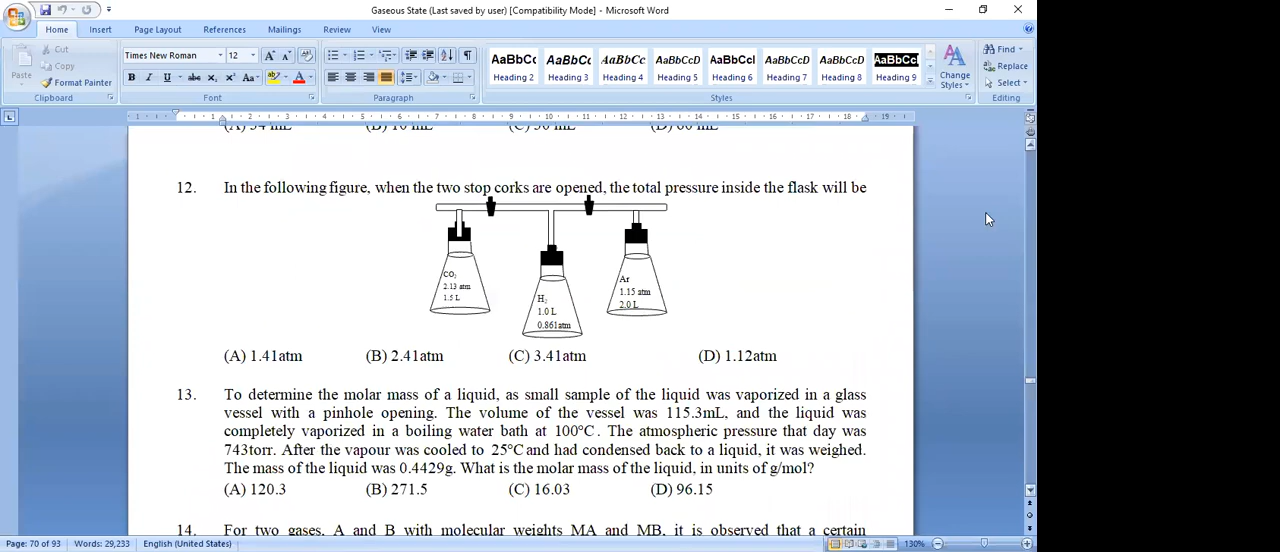 Gaseous State (Last saved by user) [Compatibility Mode] - Microsoft Word
Home Insert Page Layout References Mailings Review View
Cut
Copy
Format Painter
Paste
Times New Roman 12
AaBbCc AaBbCc AaBbCc AaBbCcD AaBbCcI AaBbCcD AaBbCcD AaBbCcI
Heading 2 Heading 3 Heading 4 Heading 5 Heading 6 Heading 7 Heading 8 Heading 9
Change Styles
Find
Replace
Select
Clipboard Font Paragraph Styles Editing
(A) 34 mL (B) 10 mL (C) 50 mL (D) 60 mL
12. In the following figure, when the two stop corks are opened, the total pressure inside the flask will be
CO2
2.13 atm
1.5 L
H2
1.0 L
0.861atm
Ar
1.15 atm
2.0 L
(A) 1.41atm (B) 2.41atm (C) 3.41atm (D) 1.12atm
13. To determine the molar mass of a liquid, as small sample of the liquid was vaporized in a glass
vessel with a pinhole opening. The volume of the vessel was 115.3mL, and the liquid was
completely vaporized in a boiling water bath at 100°C . The atmospheric pressure that day was
743torr. After the vapour was cooled to 25°C and had condensed back to a liquid, it was weighed.
The mass of the liquid was 0.4429g. What is the molar mass of the liquid, in units of g/mol?
(A) 120.3 (B) 271.5 (C) 16.03 (D) 96.15
14. For two gases, A and B with molecular weights MA and MB, it is observed that a certain
Page: 70 of 93 Words: 29,233 English (United States) 130%